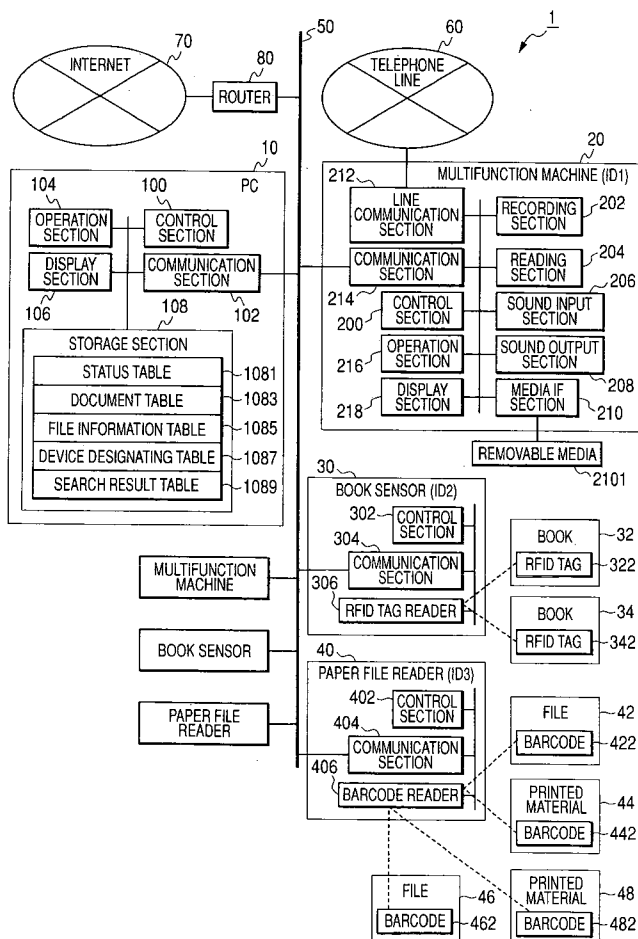 50
70
60
1
INTERNET
80
ROUTER
TELEPHONE
LINE
10
PC
104
100
OPERATION
SECTION
CONTROL
SECTION
DISPLAY
SECTION
COMMUNICATION
SECTION
106
108
102
STORAGE SECTION
STATUS TABLE
1081
DOCUMENT TABLE
1083
FILE INFORMATION TABLE
1085
DEVICE DESIGNATING TABLE
1087
SEARCH RESULT TABLE
1089
20
MULTIFUNCTION MACHINE (ID1)
212
LINE
COMMUNICATION
SECTION
RECORDING
SECTION
202
COMMUNICATION
SECTION
READING
SECTION
204
214
206
200
CONTROL
SECTION
SOUND INPUT
SECTION
216
OPERATION
SECTION
SOUND OUTPUT
SECTION
208
218
DISPLAY
SECTION
MEDIA IF
SECTION
210
REMOVABLE MEDIA
2101
30
BOOK SENSOR (ID2)
302
CONTROL
SECTION
304
COMMUNICATION
SECTION
306
RFID TAG READER
BOOK
32
RFID TAG
322
BOOK
34
RFID TAG
342
MULTIFUNCTION
MACHINE
BOOK SENSOR
PAPER FILE
READER
40
PAPER FILE READER (ID3)
402
CONTROL
SECTION
404
COMMUNICATION
SECTION
406
BARCODE READER
FILE
42
BARCODE
422
PRINTED
MATERIAL
44
BARCODE
442
FILE
46
BARCODE
462
PRINTED
MATERIAL
48
BARCODE
482